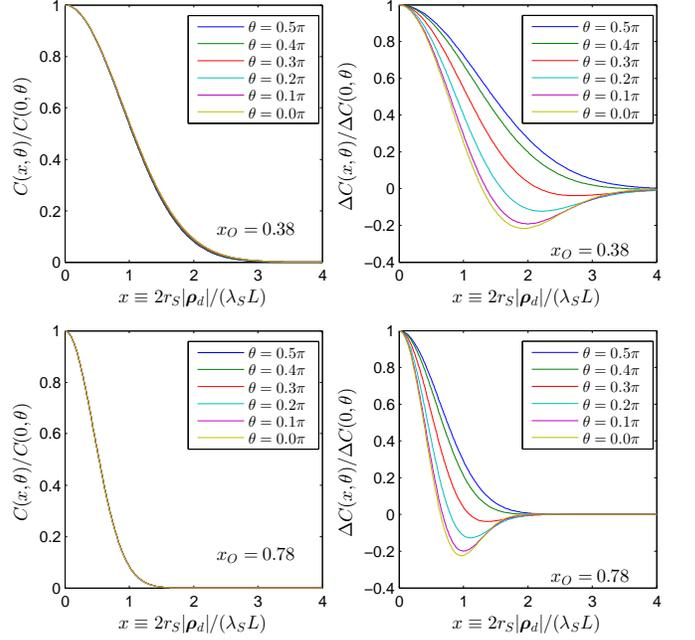 C(x, θ)/C(0, θ)
1
0.8
0.6
0.4
0.2
0
0 1 2 3 4
θ = 0.5π
θ = 0.4π
θ = 0.3π
θ = 0.2π
θ = 0.1π
θ = 0.0π
x_O = 0.38
x ≡ 2r_S|ρ_d|/(λ_S L)
ΔC(x, θ)/ΔC(0, θ)
1
0.8
0.6
0.4
0.2
0
−0.2
−0.4
0 1 2 3 4
θ = 0.5π
θ = 0.4π
θ = 0.3π
θ = 0.2π
θ = 0.1π
θ = 0.0π
x_O = 0.38
x ≡ 2r_S|ρ_d|/(λ_S L)
C(x, θ)/C(0, θ)
1
0.8
0.6
0.4
0.2
0
0 1 2 3 4
θ = 0.5π
θ = 0.4π
θ = 0.3π
θ = 0.2π
θ = 0.1π
θ = 0.0π
x_O = 0.78
x ≡ 2r_S|ρ_d|/(λ_S L)
ΔC(x, θ)/ΔC(0, θ)
1
0.8
0.6
0.4
0.2
0
−0.2
−0.4
0 1 2 3 4
θ = 0.5π
θ = 0.4π
θ = 0.3π
θ = 0.2π
θ = 0.1π
θ = 0.0π
x_O = 0.78
x ≡ 2r_S|ρ_d|/(λ_S L)